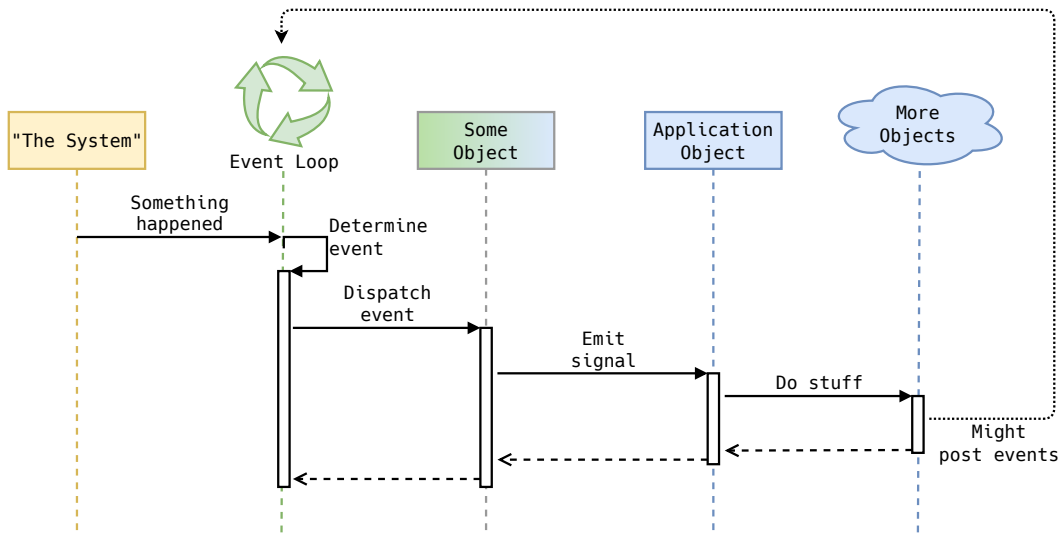 "The System"
Event Loop
Some
Object
Application
Object
More
Objects
Something
happened
Determine
event
Dispatch
event
Emit
signal
Do stuff
Might
post events